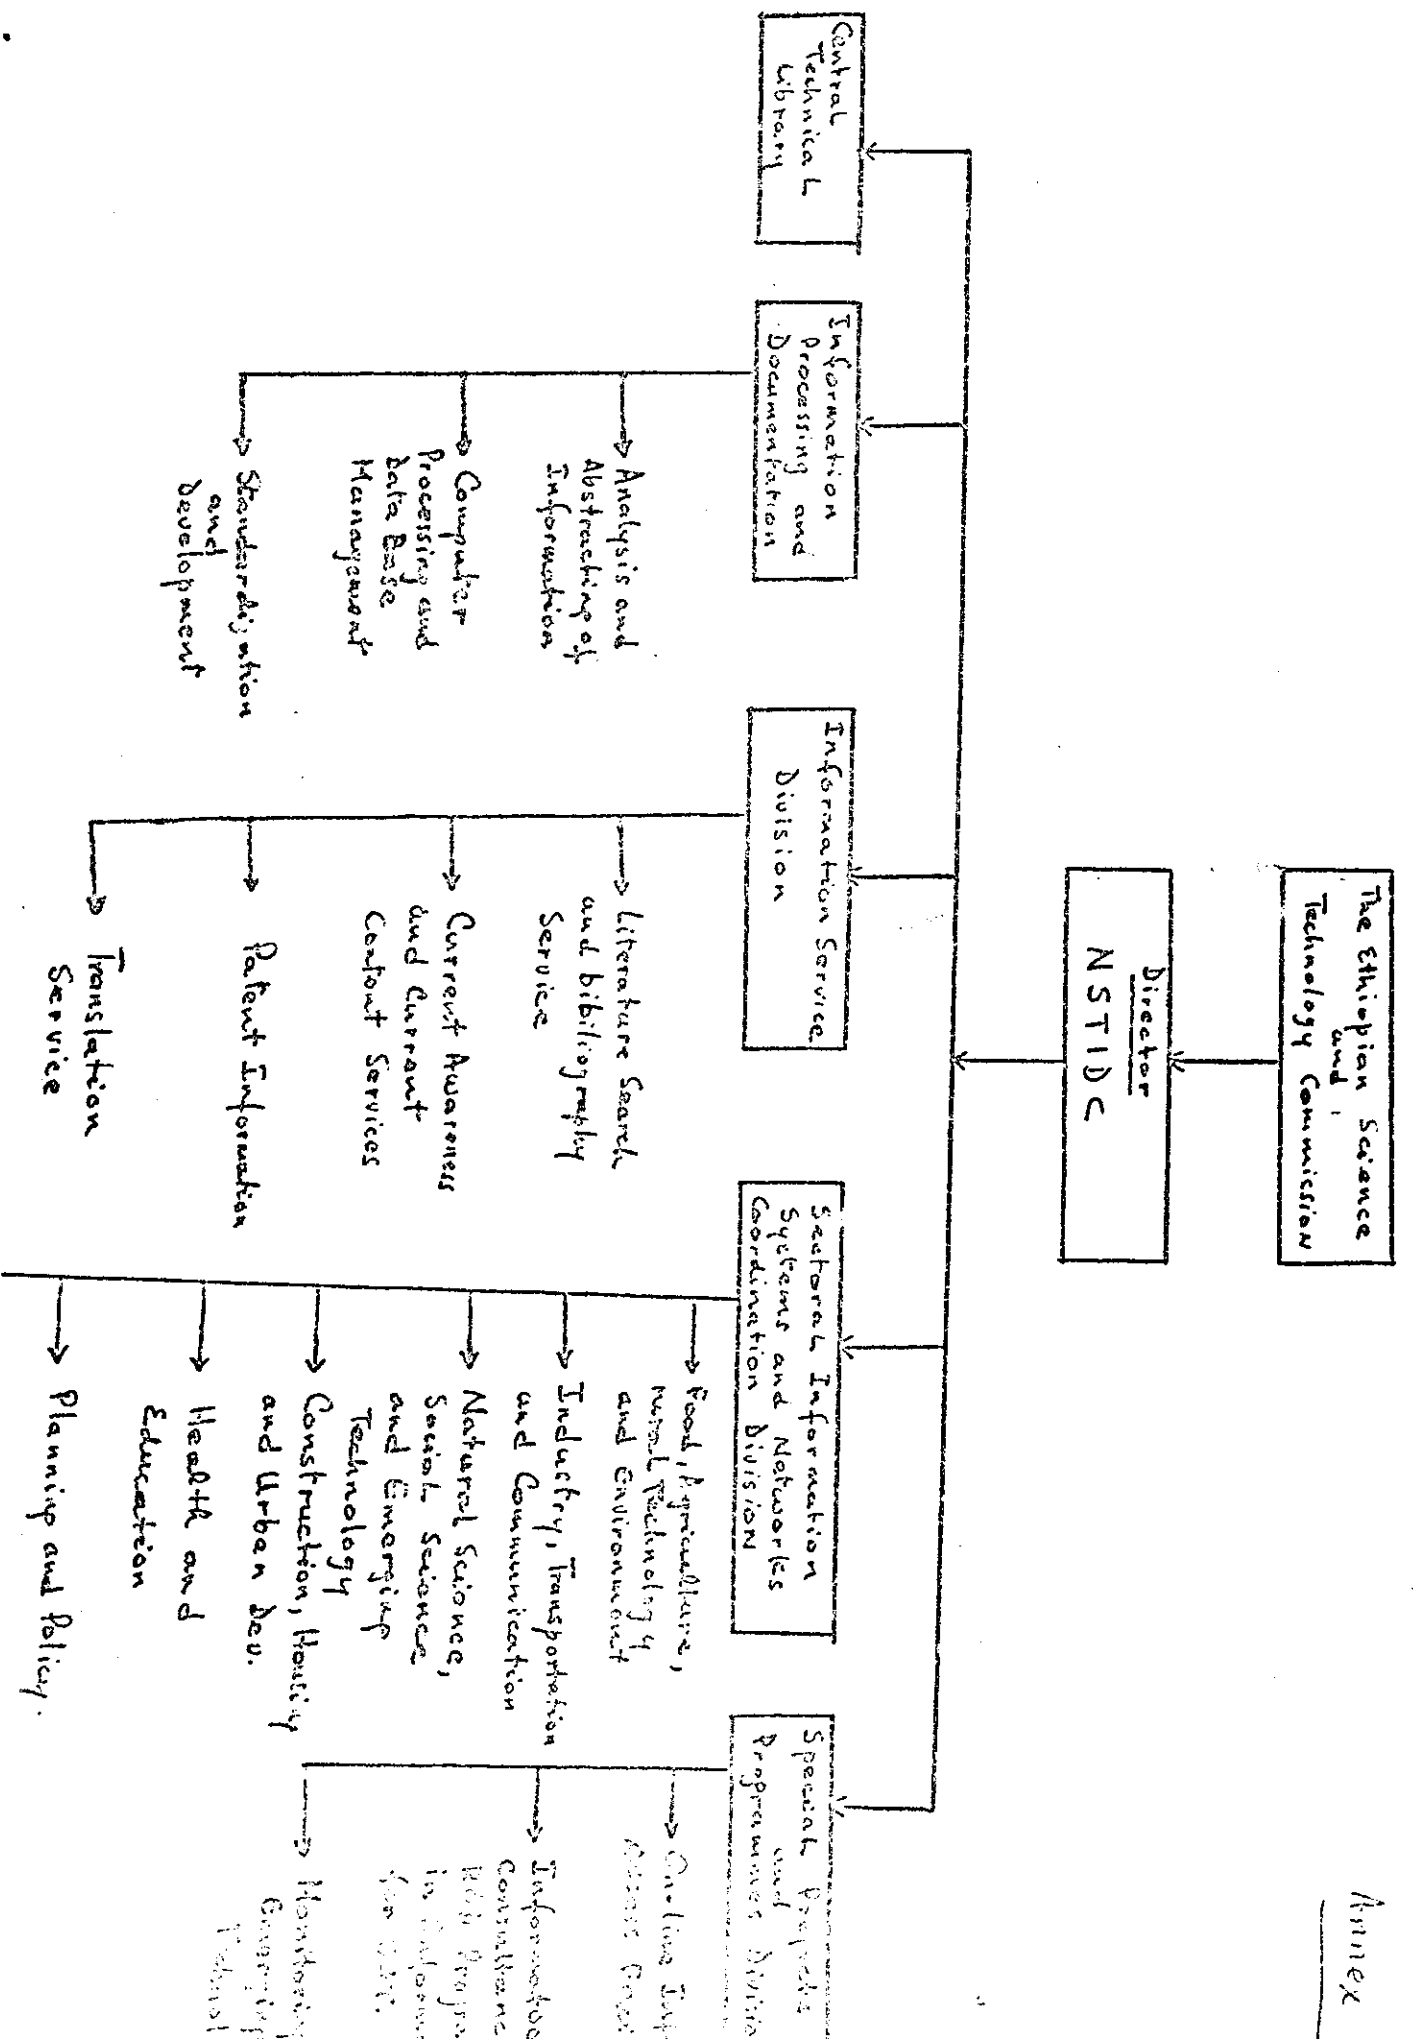 Annex
The Ethiopian Science
and
Technology Commission
Director
NSTIDC
Central
Technical
Library
Information
Processing and
Documentation
Analysis and
Abstracting of
Information
Computer
Processing and
Data Base
Management
Standardization
and
Development
Information Service
Division
Literature Search
and bibiliography
Service
Current Awareness
and Current
Content Services
Patent Information
Translation
Service
Sectoral Information
Systems and Networks
Coordination Division
Food, Agriculture,
rural Technology
and Environment
Industry, Transportation
and Communication
Natural Science,
Social Science
and Emerging
Technology
Construction, Housing
and Urban Dev.
Health and
Education
Planning and Policy.
Special Projects
and
Programmes
On-line
Monitoring